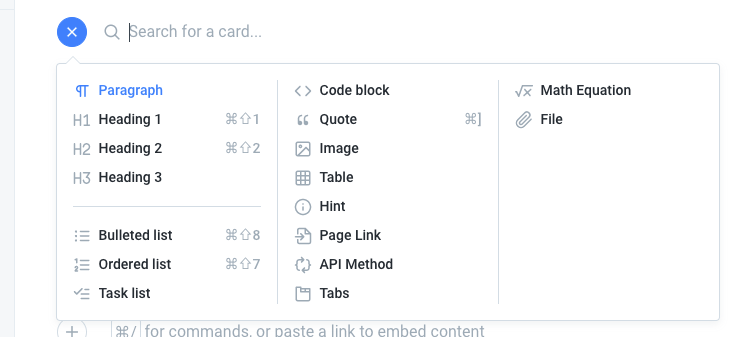 Search for a card...
Paragraph
H1 Heading 1 ⌘⇧1
H2 Heading 2 ⌘⇧2
H3 Heading 3
Bulleted list ⌘⇧8
Ordered list ⌘⇧7
Task list
Code block
Quote ⌘]
Image
Table
Hint
Page Link
API Method
Tabs
Math Equation
File
⌘/ for commands, or paste a link to embed content